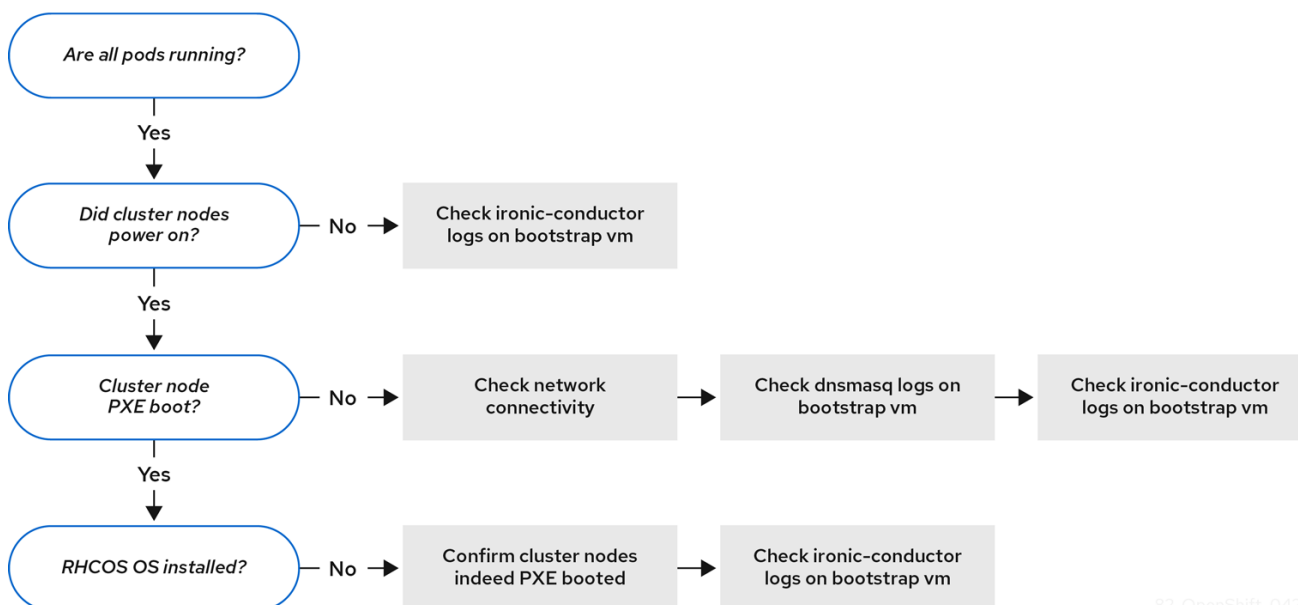 Are all pods running?
Yes
Did cluster nodes
power on?
No
Check ironic-conductor
logs on bootstrap vm
Yes
Cluster node
PXE boot?
No
Check network
connectivity
Check dnsmasq logs on
bootstrap vm
Check ironic-conductor
logs on bootstrap vm
Yes
RHCOS OS installed?
No
Confirm cluster nodes
indeed PXE booted
Check ironic-conductor
logs on bootstrap vm